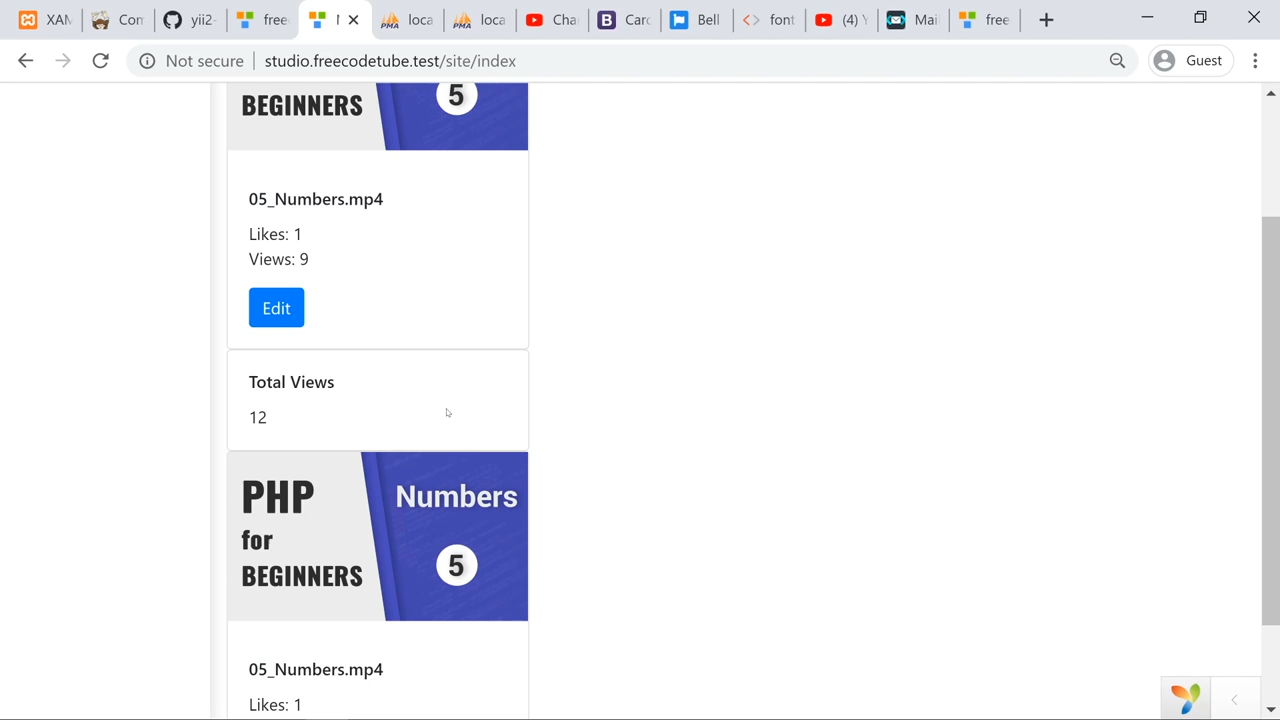 XAM
Com
yii2-
free
loca
loca
Cha
Carc
Bell
font
(4) Y
Mai
free
Not secure
studio.freecodetube.test/site/index
Guest
BEGINNERS
5
05_Numbers.mp4
Likes: 1
Views: 9
Edit
Total Views
12
PHP
for
BEGINNERS
Numbers
5
05_Numbers.mp4
Likes: 1